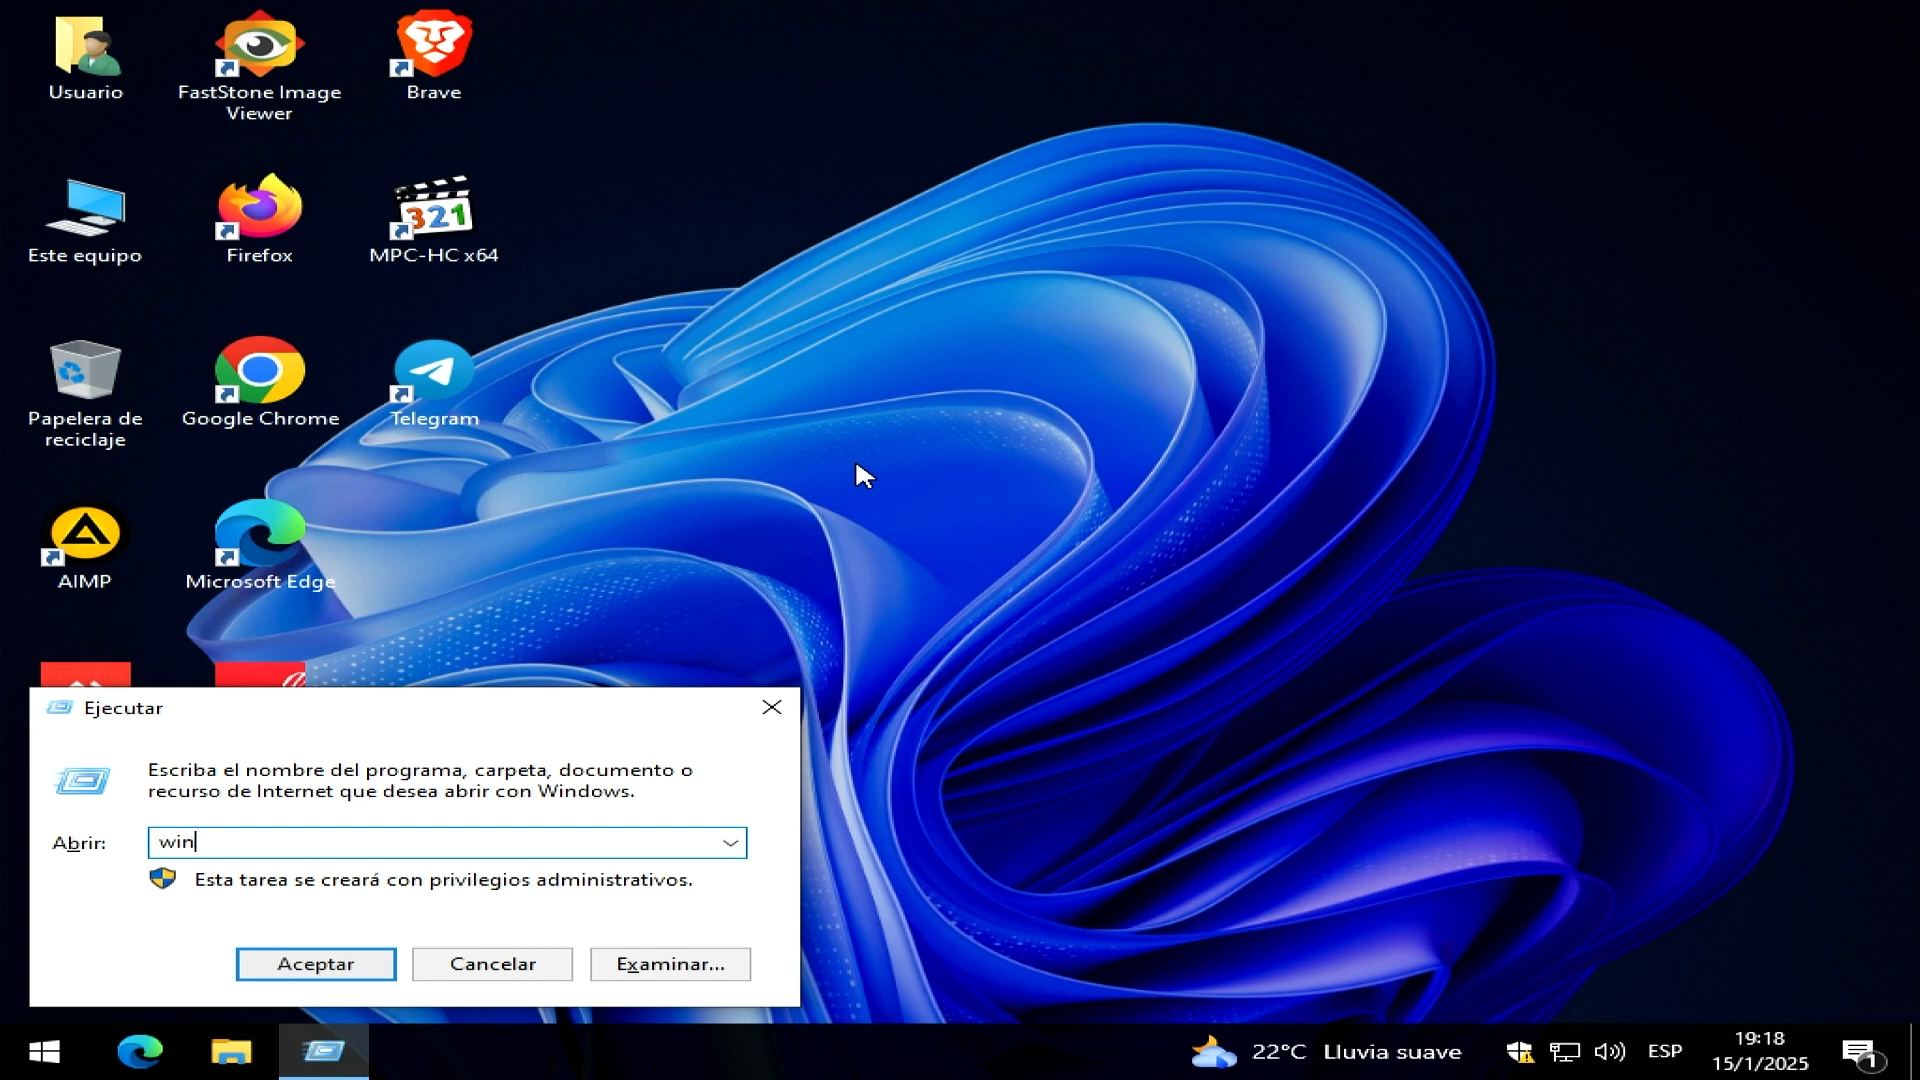 Usuario
FastStone Image
Viewer
Brave
Este equipo
Firefox
321
MPC-HC x64
Papelera de
reciclaje
Google Chrome
Telegram
AIMP
Microsoft Edge
Ejecutar
Escriba el nombre del programa, carpeta, documento o
recurso de Internet que desea abrir con Windows.
Abrir:
win
Esta tarea se creará con privilegios administrativos.
Aceptar
Cancelar
Examinar...
22°C Lluvia suave
ESP
19:18
15/1/2025
1